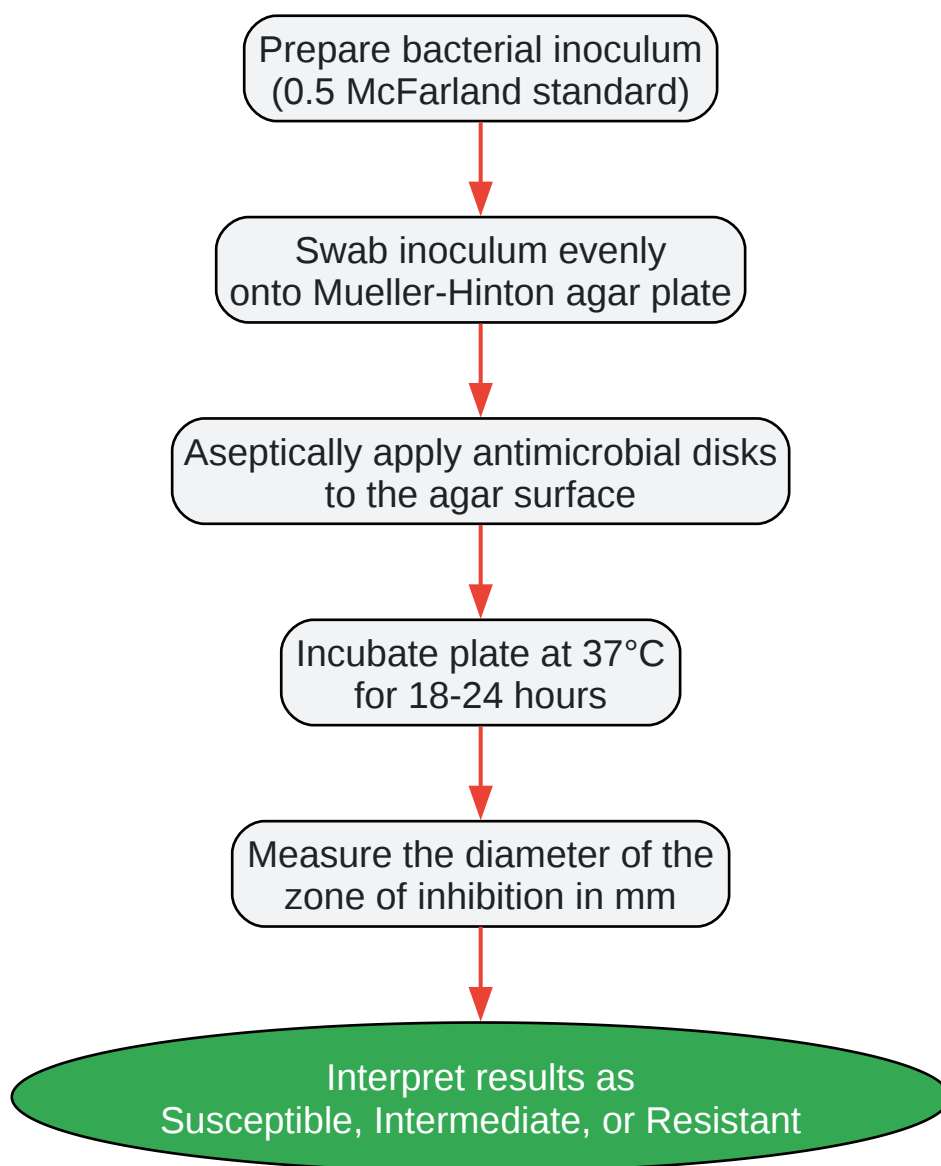 Prepare bacterial inoculum
(0.5 McFarland standard)
Swab inoculum evenly
onto Mueller-Hinton agar plate
Aseptically apply antimicrobial disks
to the agar surface
Incubate plate at 37°C
for 18-24 hours
Measure the diameter of the
zone of inhibition in mm
Interpret results as
Susceptible, Intermediate, or Resistant